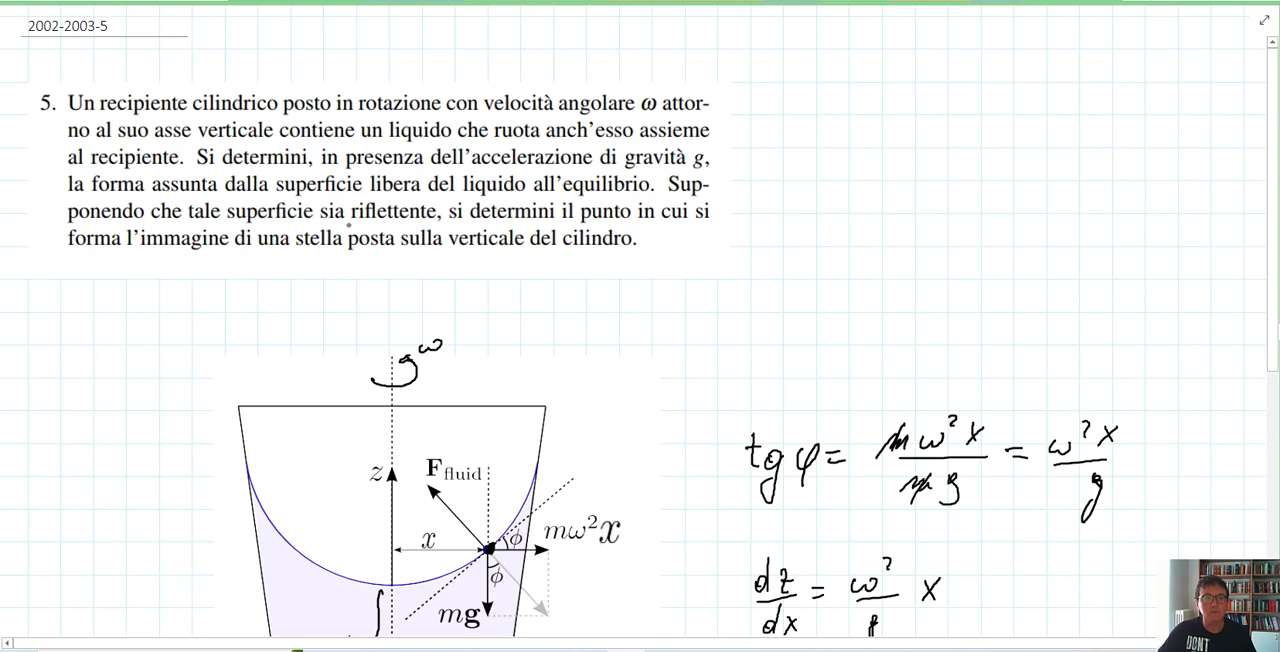 2002-2003-5
5. Un recipiente cilindrico posto in rotazione con velocità angolare ω attor-
no al suo asse verticale contiene un liquido che ruota anch'esso assieme
al recipiente. Si determini, in presenza dell'accelerazione di gravità g,
la forma assunta dalla superficie libera del liquido all'equilibrio. Sup-
ponendo che tale superficie sia riflettente, si determini il punto in cui si
forma l'immagine di una stella posta sulla verticale del cilindro.
ω
z F fluid
x ϕ mω²x
ϕ
mg
tg φ = mω²x / mg = ω²x / g
dz/dx = ω²/g x
DONT